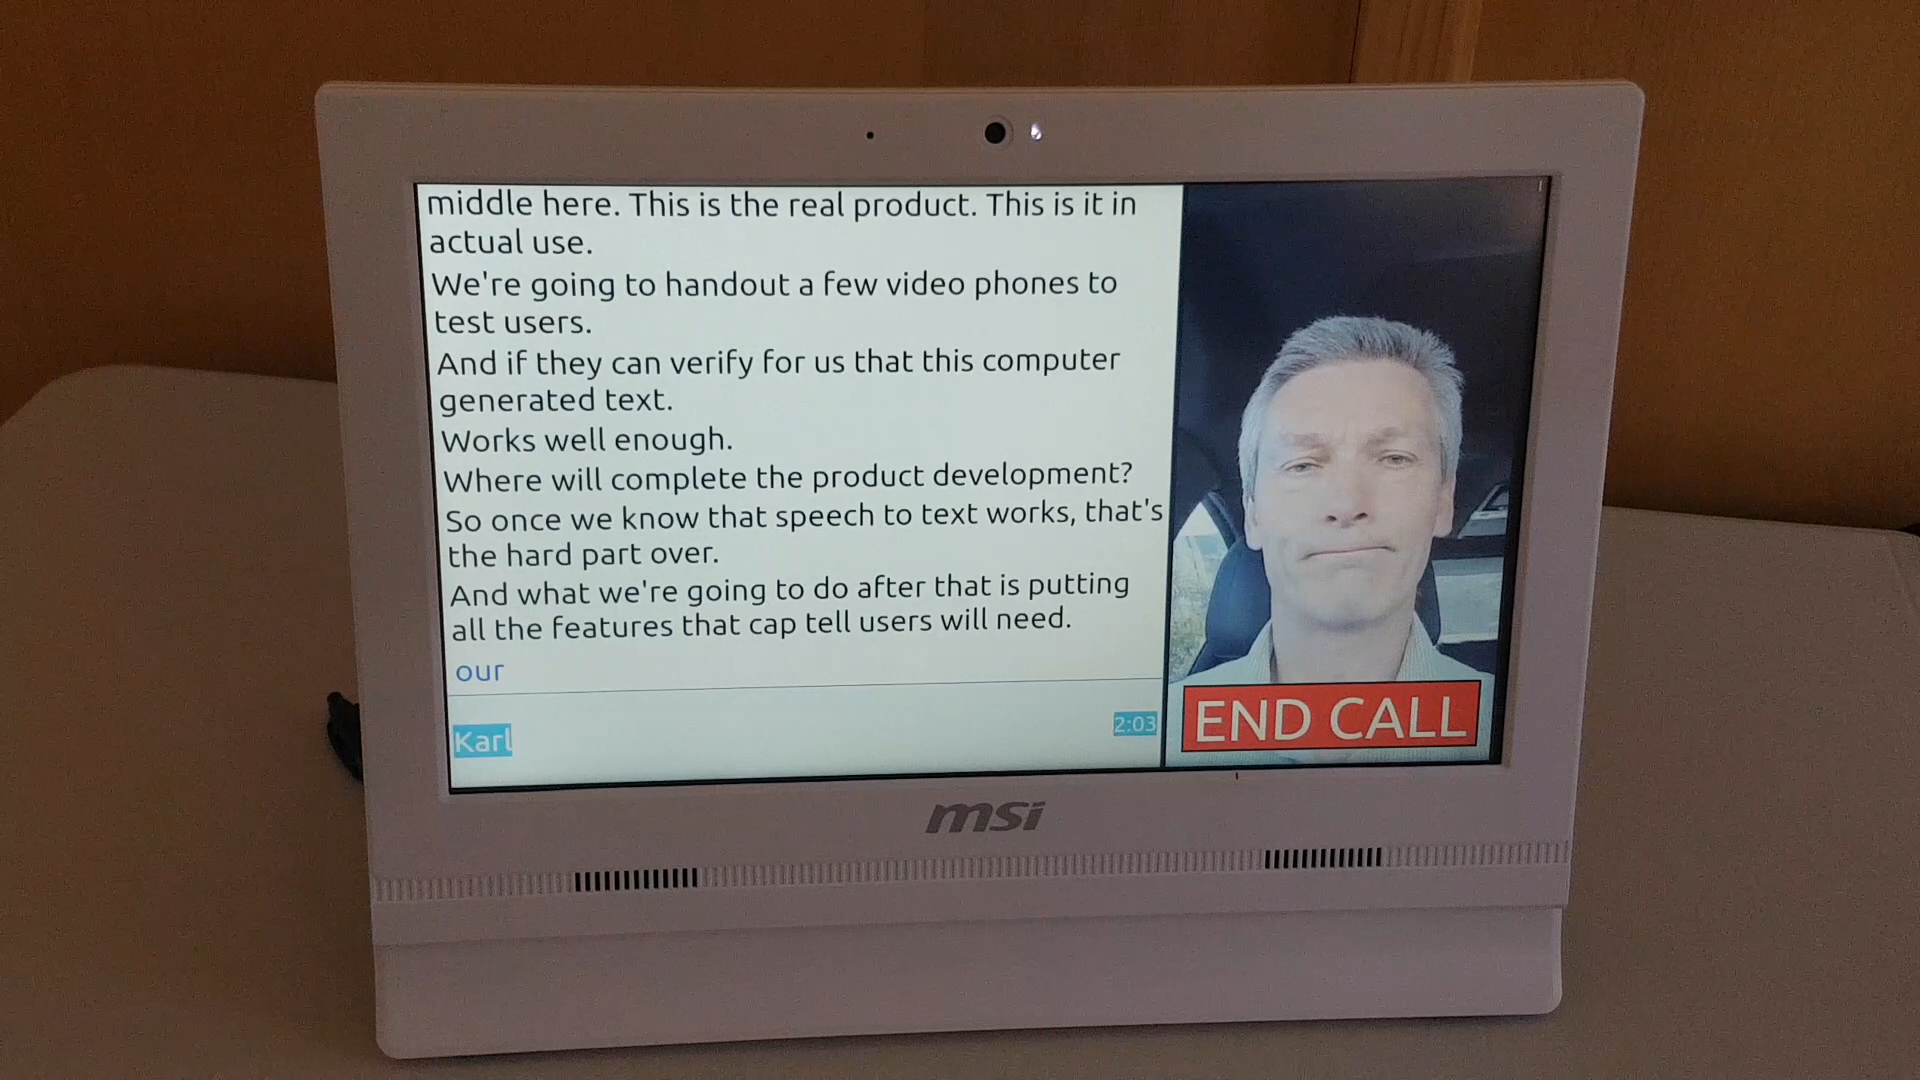 middle here. This is the real product. This is it in
actual use.
We're going to handout a few video phones to
test users.
And if they can verify for us that this computer
generated text.
Works well enough.
Where will complete the product development?
So once we know that speech to text works, that's
the hard part over.
And what we're going to do after that is putting
all the features that cap tell users will need.
our
Karl
2:03
END CALL
msi